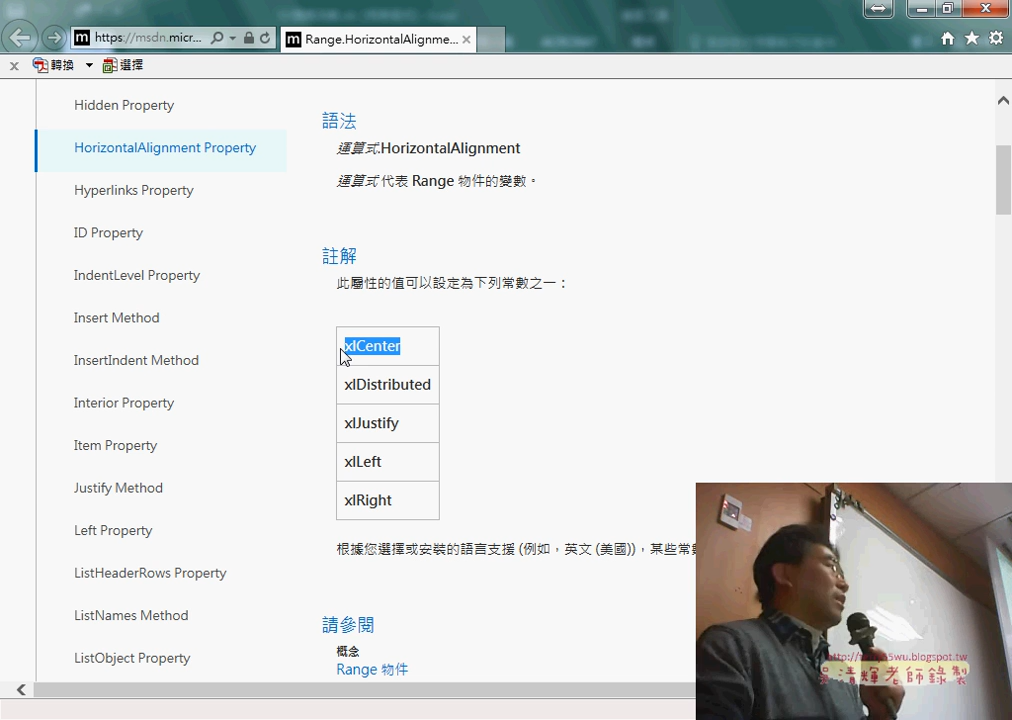 https://msdn.micr...
Range.HorizontalAlignme...
x 轉換 選擇
Hidden Property
HorizontalAlignment Property
Hyperlinks Property
ID Property
IndentLevel Property
Insert Method
InsertIndent Method
Interior Property
Item Property
Justify Method
Left Property
ListHeaderRows Property
ListNames Method
ListObject Property
語法
運算式.HorizontalAlignment
運算式 代表 Range 物件的變數。
註解
此屬性的值可以設定為下列常數之一：
xlCenter
xlDistributed
xlJustify
xlLeft
xlRight
根據您選擇或安裝的語言支援 (例如，英文 (美國))，某些常
請參閱
概念
Range 物件
吳清輝老師錄製